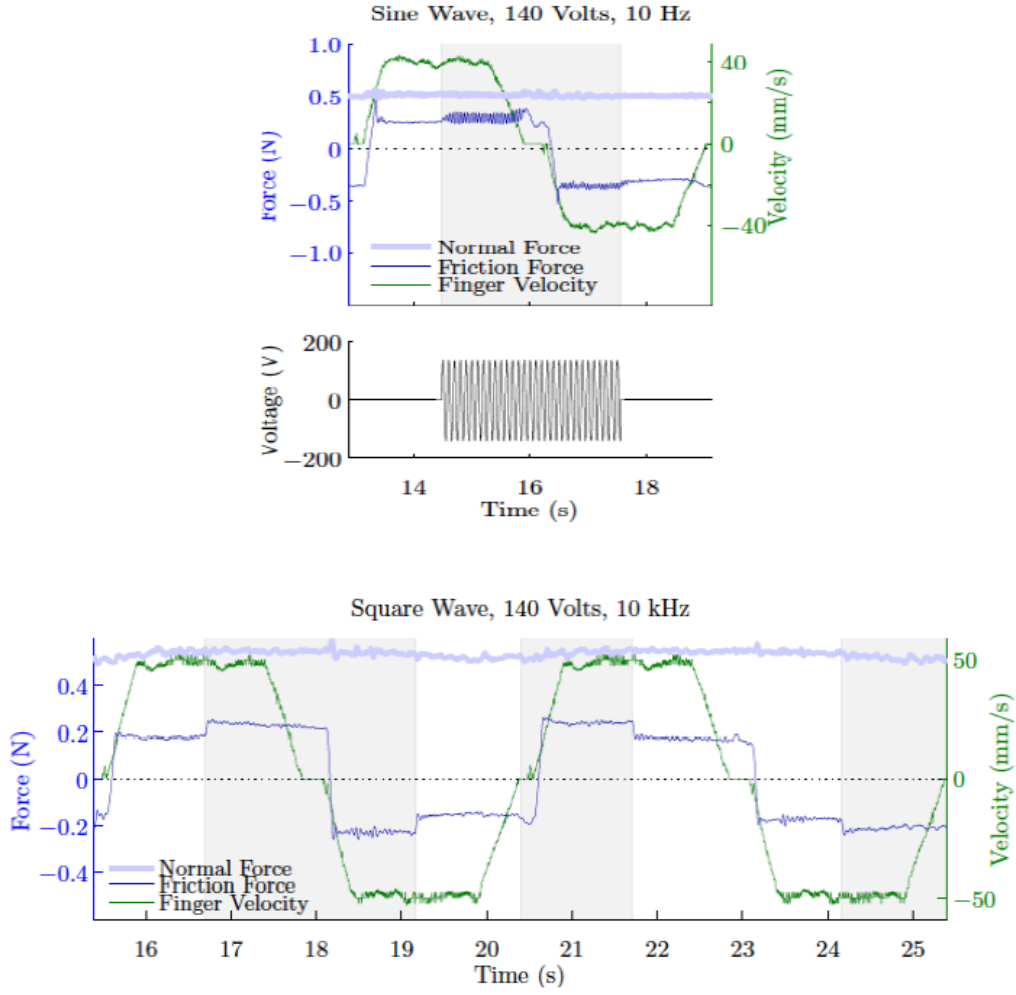 Sine Wave, 140 Volts, 10 Hz
1.0
0.5
0
−0.5
−1.0
Force (N)
40
0
−40
Velocity (mm/s)
Normal Force
Friction Force
Finger Velocity
200
0
−200
Voltage (V)
14 16 18
Time (s)
Square Wave, 140 Volts, 10 kHz
0.4
0.2
0
−0.2
−0.4
Force (N)
50
0
−50
Velocity (mm/s)
Normal Force
Friction Force
Finger Velocity
16 17 18 19 20 21 22 23 24 25
Time (s)